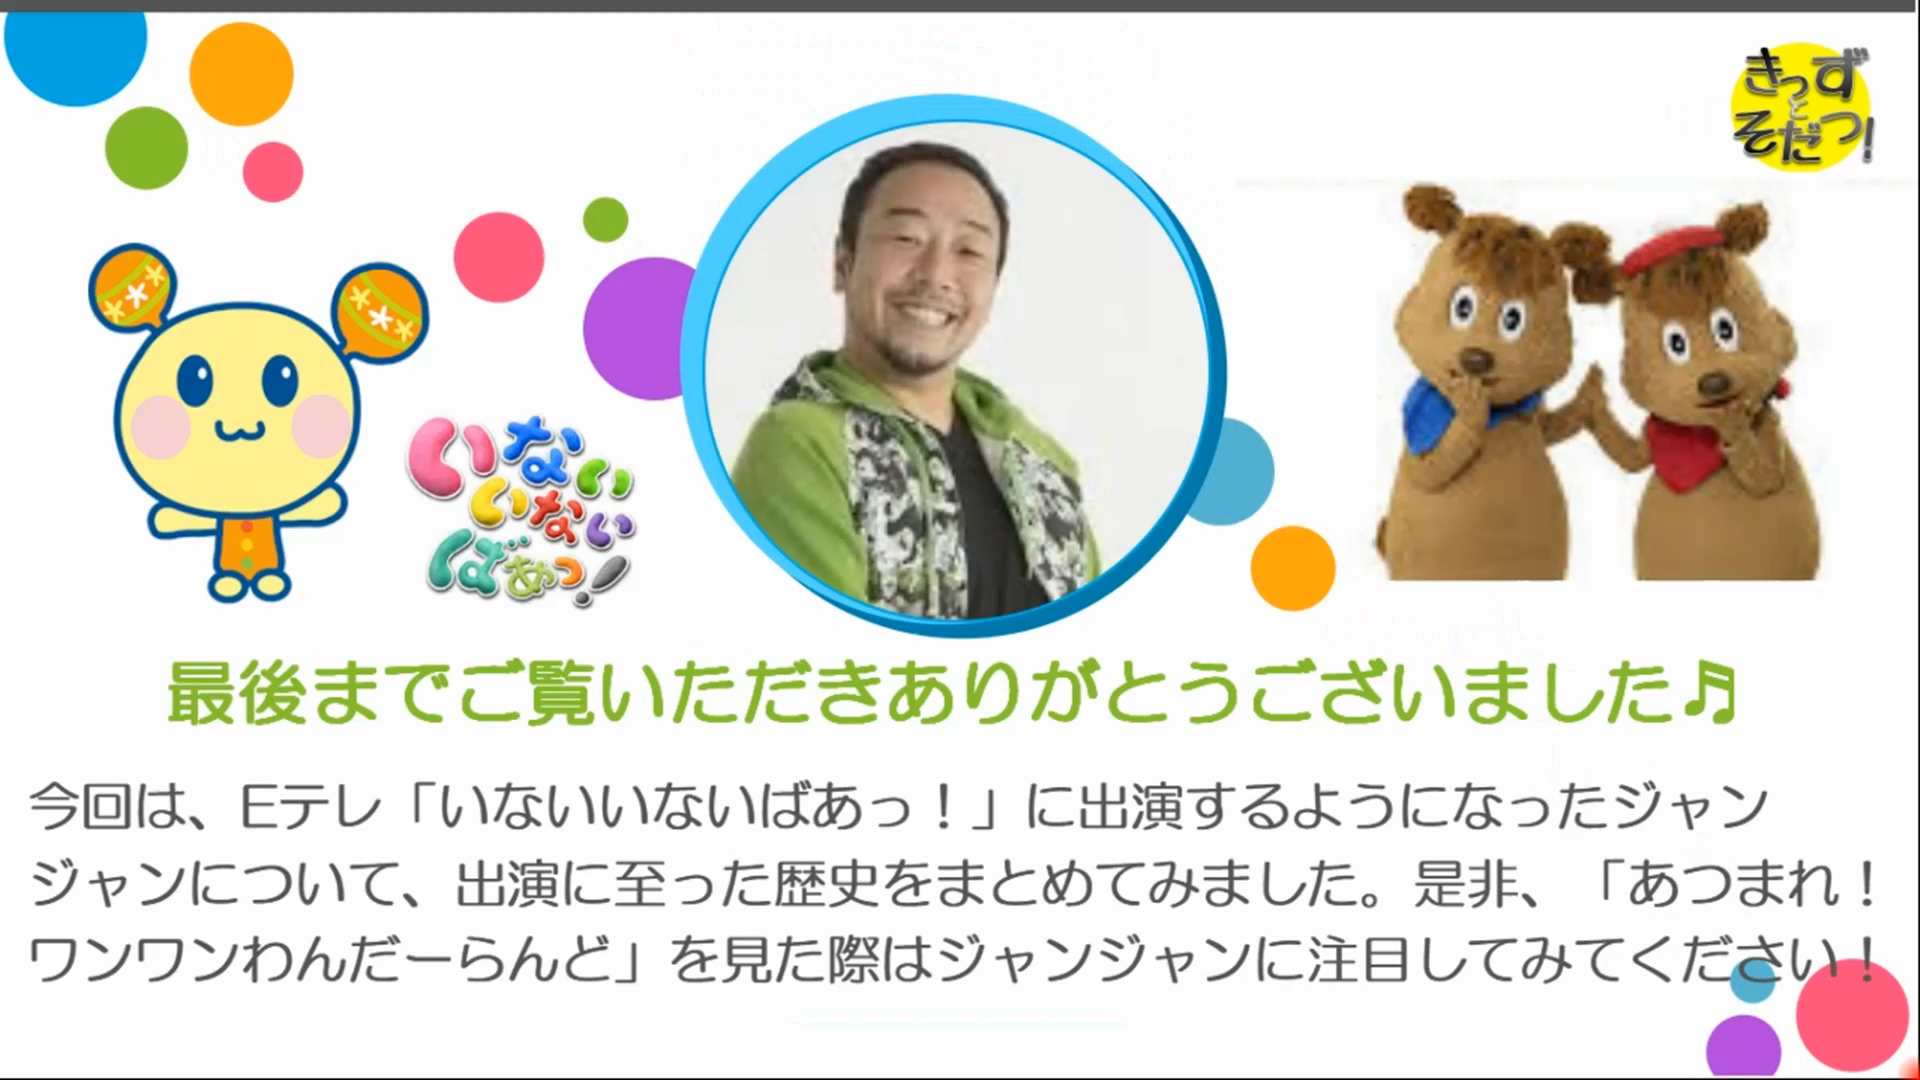 きっず
と
そだつ!
いない
いない
ばあっ!
最後までご覧いただきありがとうございました♬
今回は、Eテレ「いないいないばあっ！」に出演するようになったジャン
ジャンについて、出演に至った歴史をまとめてみました。是非、「あつまれ！
ワンワンわんだーらんど」を見た際はジャンジャンに注目してみてください！